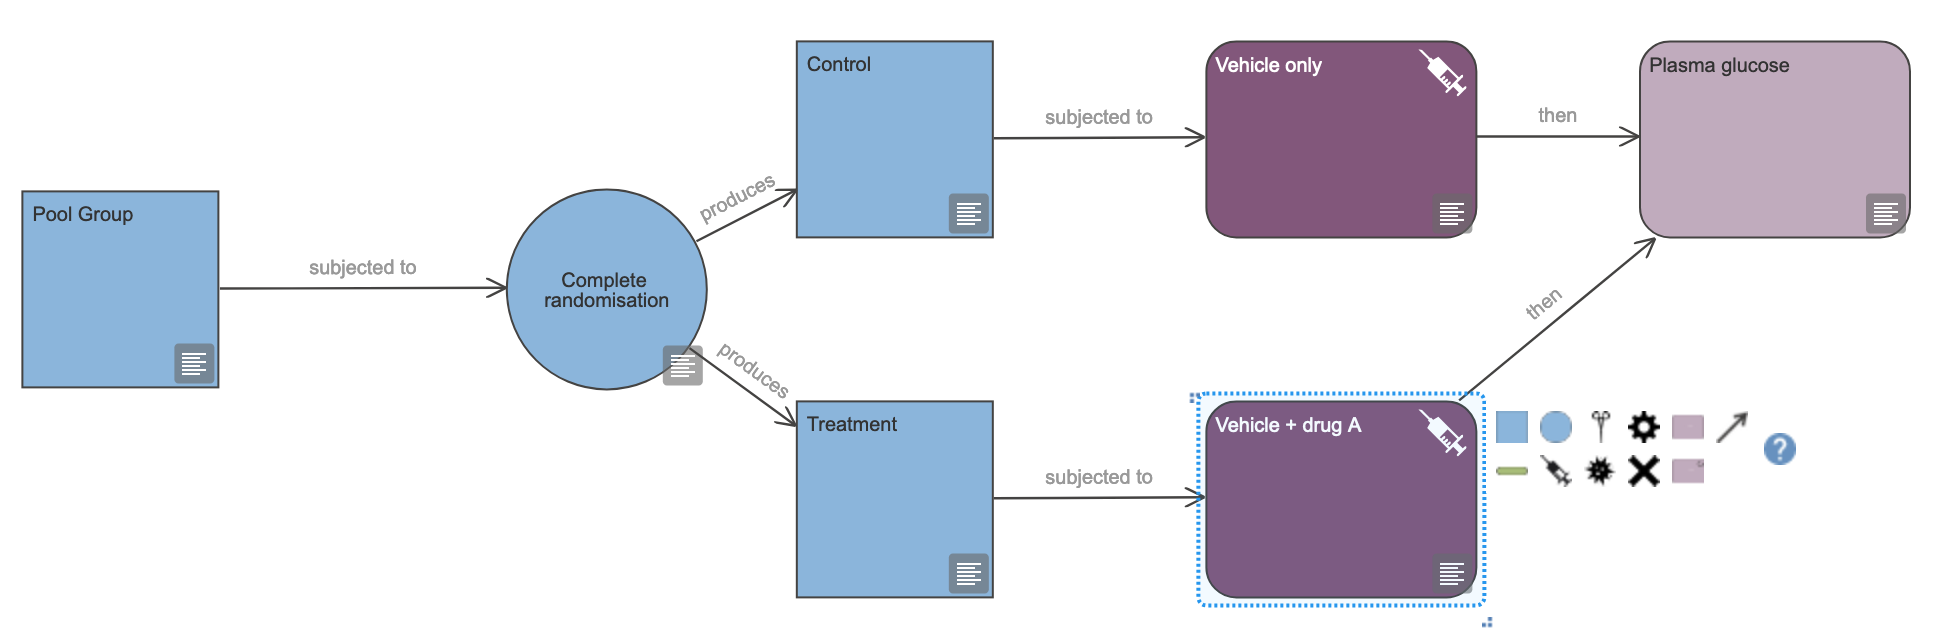 Control
Vehicle only
Plasma glucose
subjected to
then
produces
Pool Group
subjected to
Complete
randomisation
then
produces
Treatment
Vehicle + drug A
subjected to
?